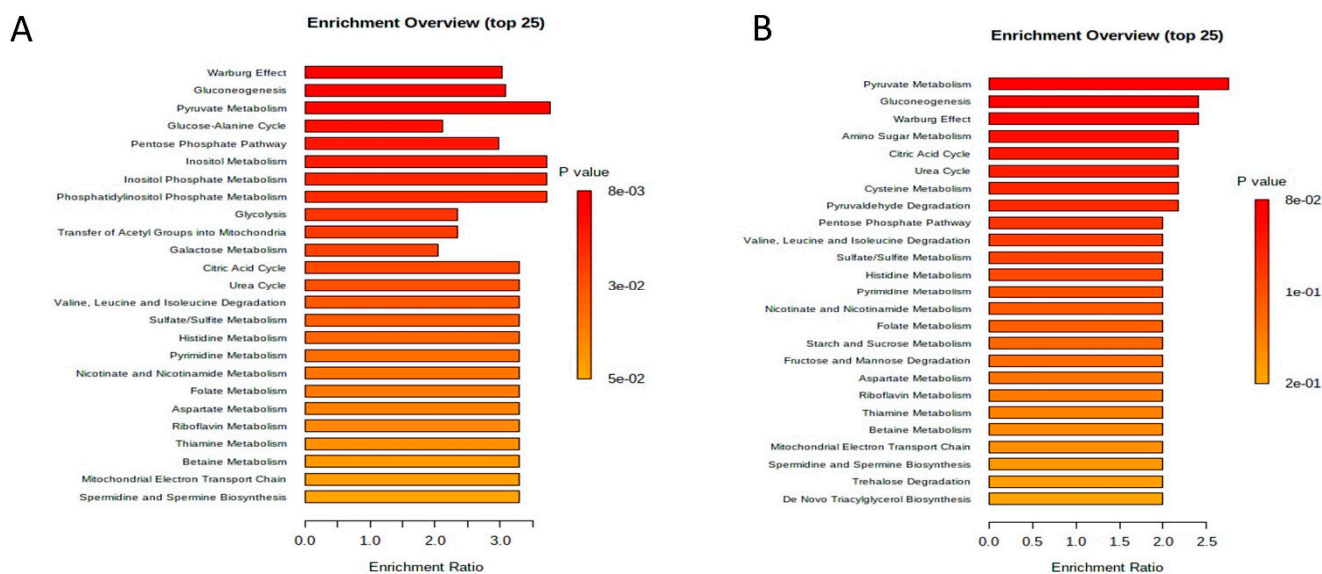 A
Enrichment Overview (top 25)
Warburg Effect
Gluconeogenesis
Pyruvate Metabolism
Glucose-Alanine Cycle
Pentose Phosphate Pathway
Inositol Metabolism
Inositol Phosphate Metabolism
Phosphatidylinositol Phosphate Metabolism
Glycolysis
Transfer of Acetyl Groups into Mitochondria
Galactose Metabolism
Citric Acid Cycle
Urea Cycle
Valine, Leucine and Isoleucine Degradation
Sulfate/Sulfite Metabolism
Histidine Metabolism
Pyrimidine Metabolism
Nicotinate and Nicotinamide Metabolism
Folate Metabolism
Aspartate Metabolism
Riboflavin Metabolism
Thiamine Metabolism
Betaine Metabolism
Mitochondrial Electron Transport Chain
Spermidine and Spermine Biosynthesis
0.0 1.0 2.0 3.0
Enrichment Ratio
P value
8e-03
3e-02
5e-02
B
Enrichment Overview (top 25)
Pyruvate Metabolism
Gluconeogenesis
Warburg Effect
Amino Sugar Metabolism
Citric Acid Cycle
Urea Cycle
Cysteine Metabolism
Pyruvaldehyde Degradation
Pentose Phosphate Pathway
Valine, Leucine and Isoleucine Degradation
Sulfate/Sulfite Metabolism
Histidine Metabolism
Pyrimidine Metabolism
Nicotinate and Nicotinamide Metabolism
Folate Metabolism
Starch and Sucrose Metabolism
Fructose and Mannose Degradation
Aspartate Metabolism
Riboflavin Metabolism
Thiamine Metabolism
Betaine Metabolism
Mitochondrial Electron Transport Chain
Spermidine and Spermine Biosynthesis
Trehalose Degradation
De Novo Triacylglycerol Biosynthesis
0.0 0.5 1.0 1.5 2.0 2.5
Enrichment Ratio
P value
8e-02
1e-01
2e-01